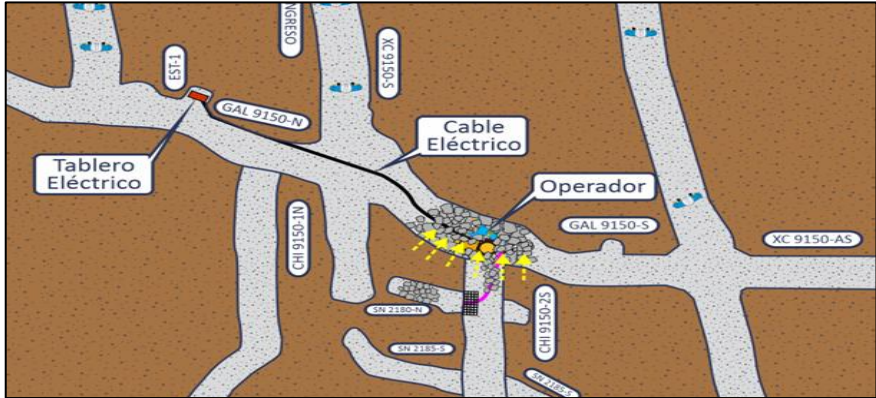 NGRESO
EST-1
GAL 9150-N
XC 9150-S
Tablero
Eléctrico
Cable
Eléctrico
Operador
GAL 9150-S
XC 9150-AS
CHI 9150-1N
SN 2180-N
CHI 9150-2S
SN 2185-S
SN 2185-S